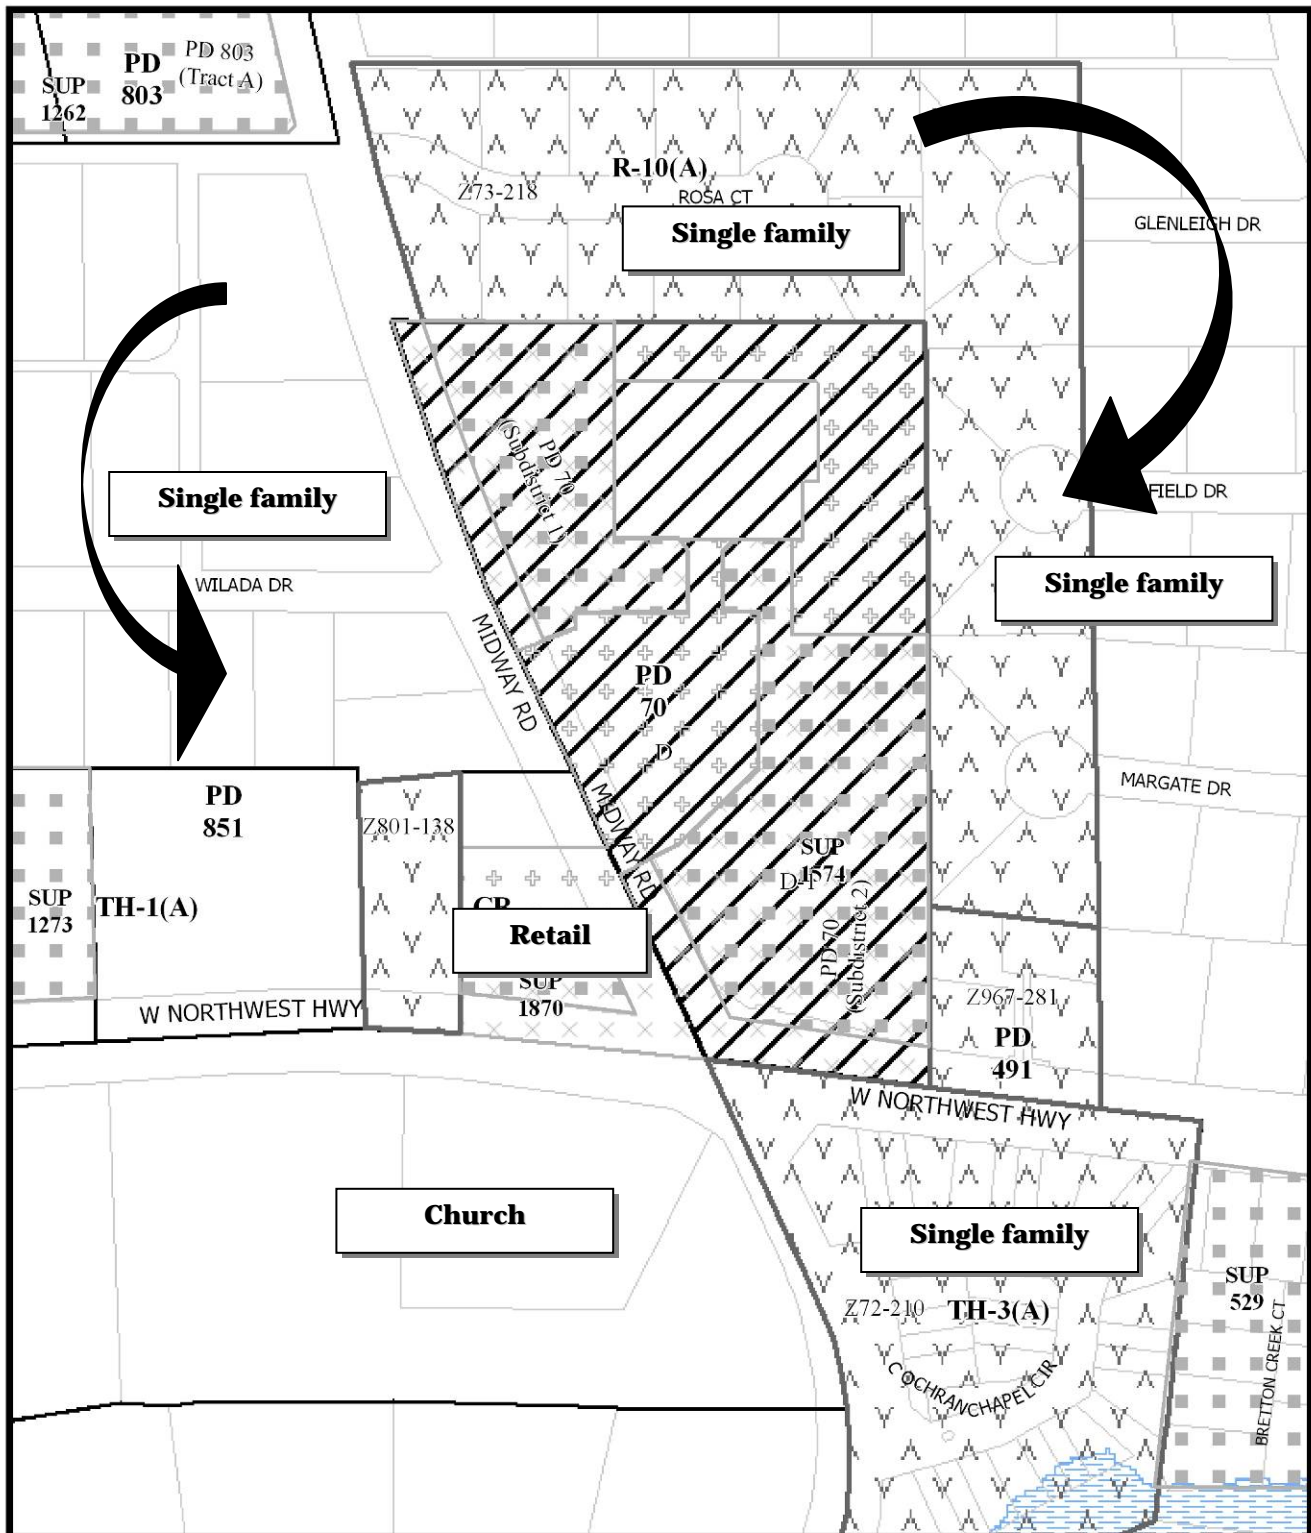 PD 803
(Tract A)
PD
803
SUP
1262
R-10(A)
Z73-218
ROSA CT
Single family
GLENLEIGH DR
PD 70
(Subdistrict 1)
Single family
FIELD DR
WILADA DR
Single family
MIDWAY RD
PD
70
D
MARGATE DR
PD
851
Z801-138
MIDWAY RD
SUP
1574
D-1
SUP
1273
TH-1(A)
CR
Retail
PD 70
(Subdistrict 2)
SUP
1870
Z967-281
W NORTHWEST HWY
PD
491
W NORTHWEST HWY
Church
Single family
SUP
529
Z72-210
TH-3(A)
COCHRANCHAPEL CIR
BRETTON CREEK CT